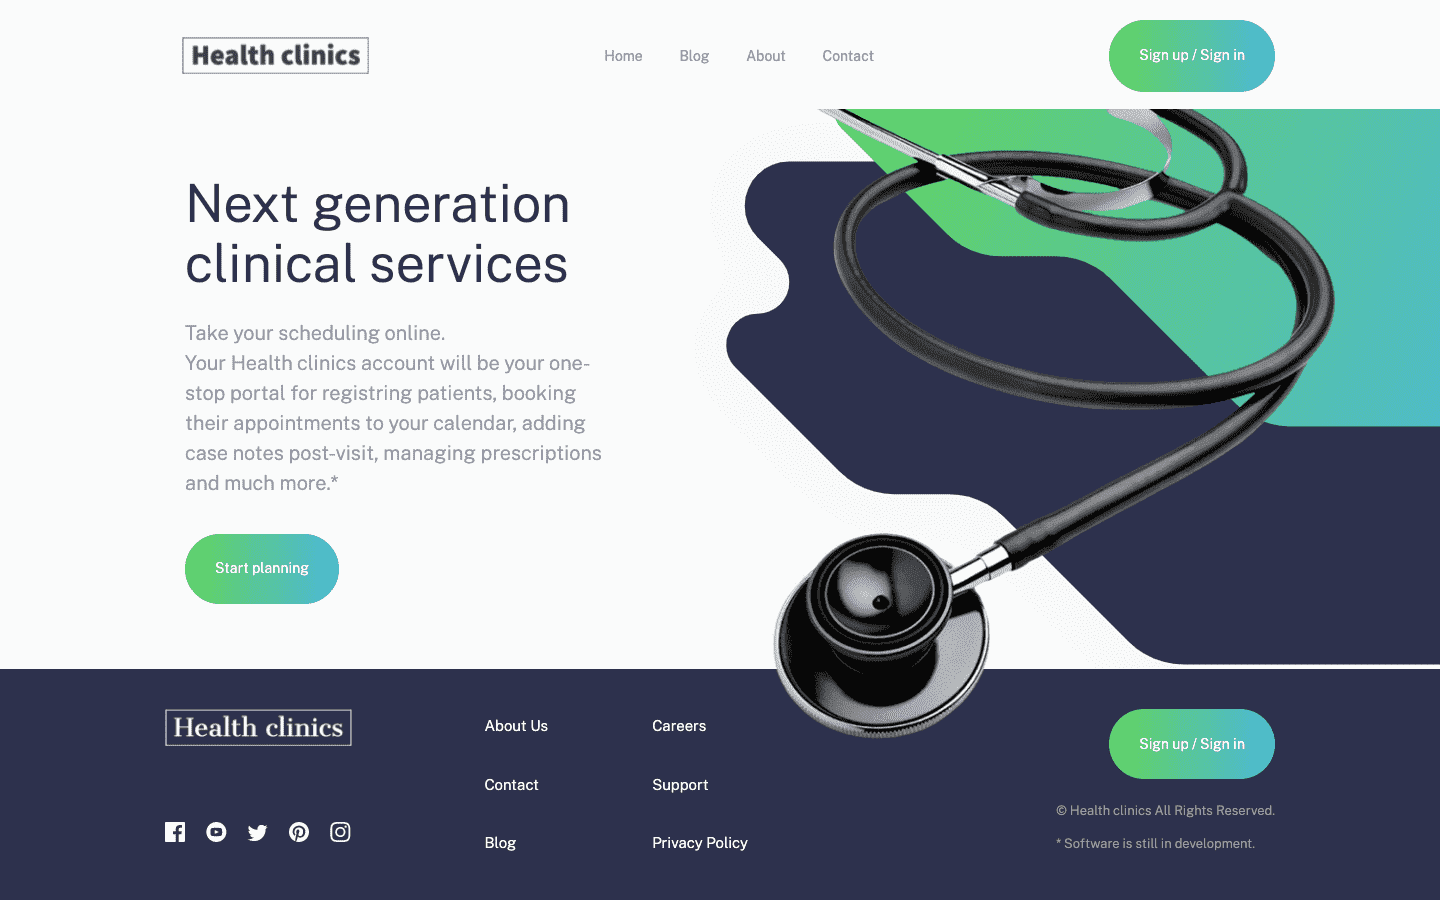 Health clinics
Home
Blog
About
Contact
Sign up / Sign in
Next generation
clinical services
Take your scheduling online.
Your Health clinics account will be your one-
stop portal for registring patients, booking
their appointments to your calendar, adding
case notes post-visit, managing prescriptions
and much more.*
Start planning
Health clinics
About Us
Contact
Blog
Careers
Support
Privacy Policy
Sign up / Sign in
© Health clinics All Rights Reserved.
* Software is still in development.